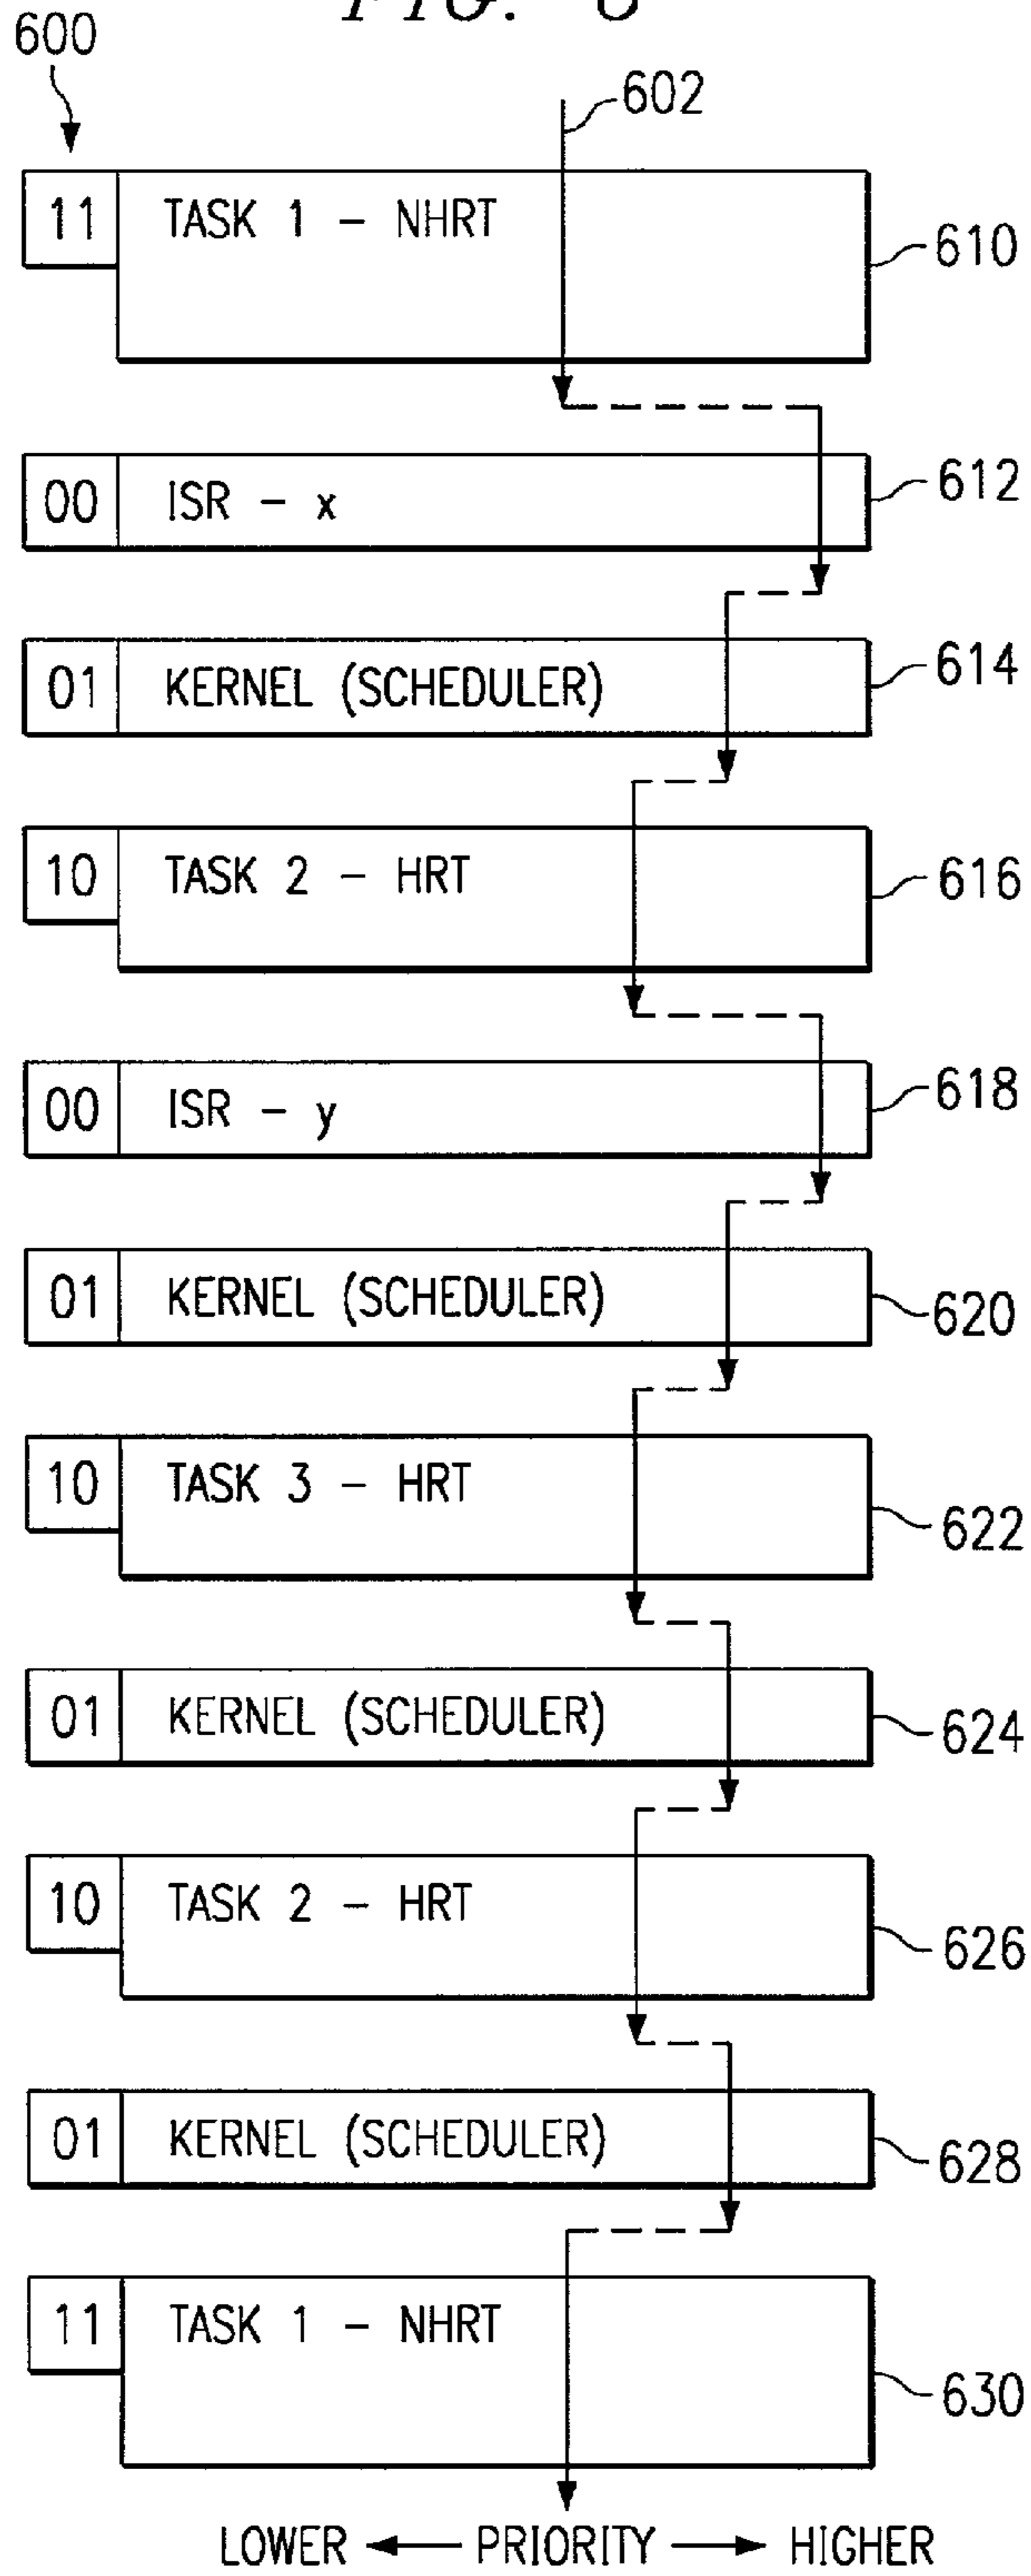 FIG. 6
600
602
11 TASK 1 - NHRT
610
00 ISR - x
612
01 KERNEL (SCHEDULER)
614
10 TASK 2 - HRT
616
00 ISR - y
618
01 KERNEL (SCHEDULER)
620
10 TASK 3 - HRT
622
01 KERNEL (SCHEDULER)
624
10 TASK 2 - HRT
626
01 KERNEL (SCHEDULER)
628
11 TASK 1 - NHRT
630
LOWER PRIORITY HIGHER